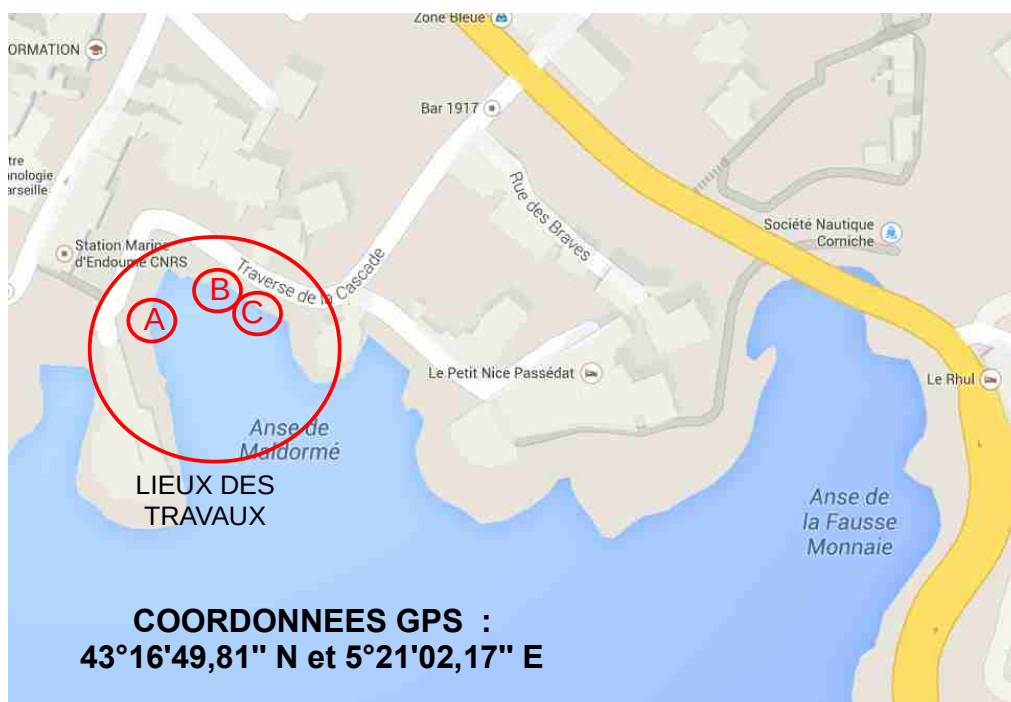 Zone Bleue
ORMATION
Bar 1917
tre
nologie
arseille
Rue des Braves
Société Nautique
Corniche
Station Marine
d'Endoume CNRS
Traverse de la Cascade
B
C
A
Le Petit Nice Passédat
Le Rhul
Anse de
Maldormé
LIEUX DES
TRAVAUX
Anse de
la Fausse
Monnaie
COORDONNEES GPS :
43°16'49,81" N et 5°21'02,17" E